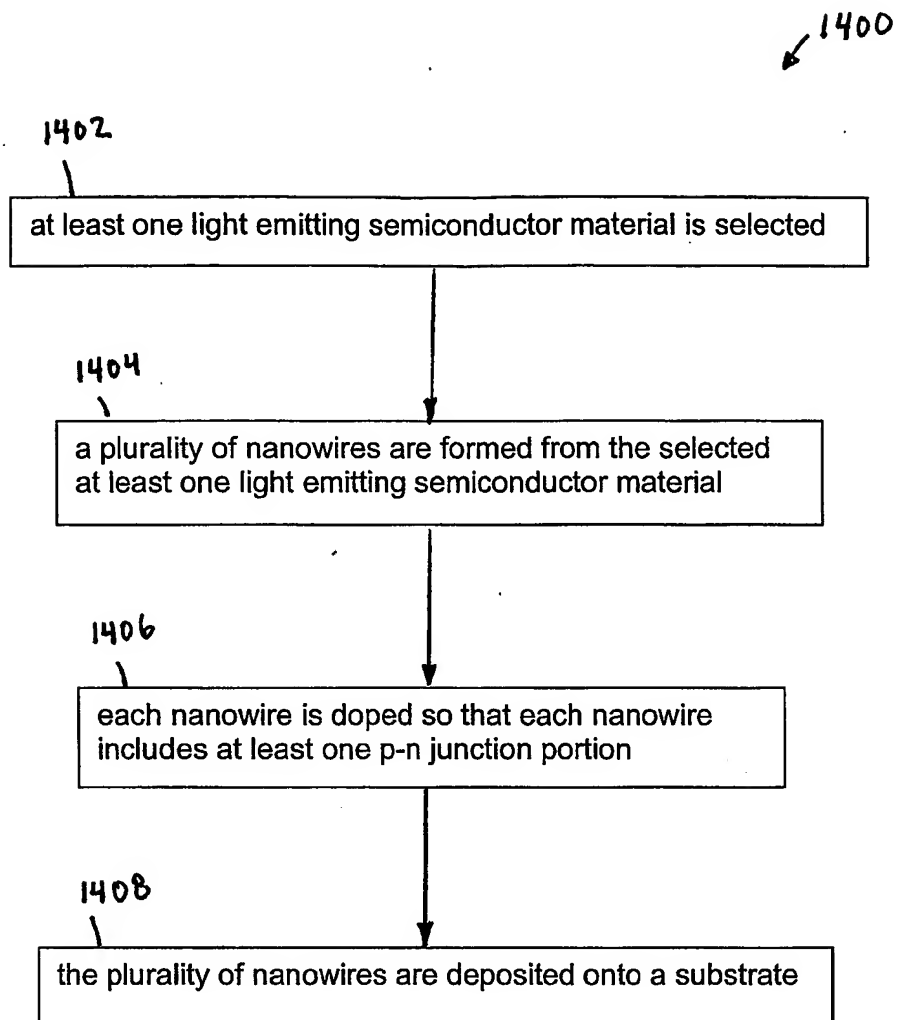 1400
1402
at least one light emitting semiconductor material is selected
1404
a plurality of nanowires are formed from the selected
at least one light emitting semiconductor material
1406
each nanowire is doped so that each nanowire
includes at least one p-n junction portion
1408
the plurality of nanowires are deposited onto a substrate